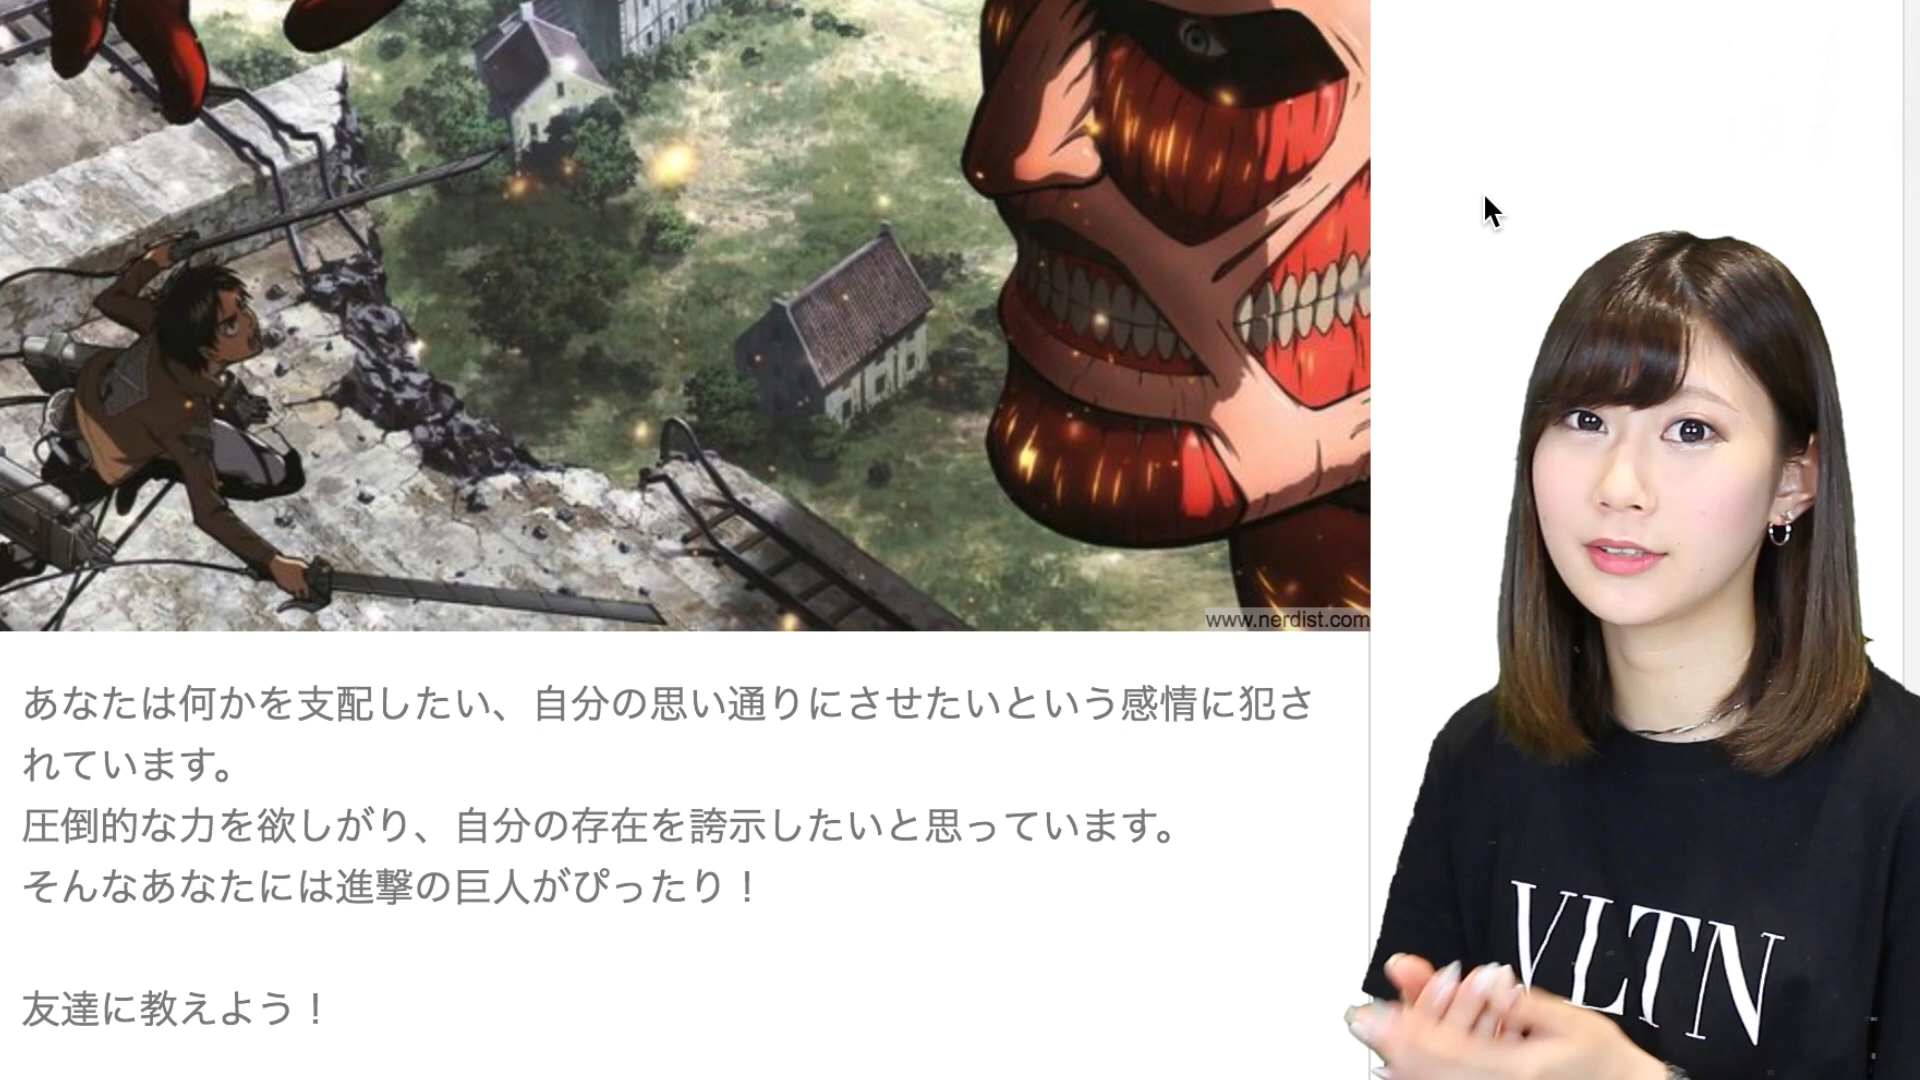 www.nerdist.com
あなたは何かを支配したい、自分の思い通りにさせたいという感情に犯さ
れています。
圧倒的な力を欲しがり、自分の存在を誇示したいと思っています。
そんなあなたには進撃の巨人がぴったり！
友達に教えよう！
VLTN